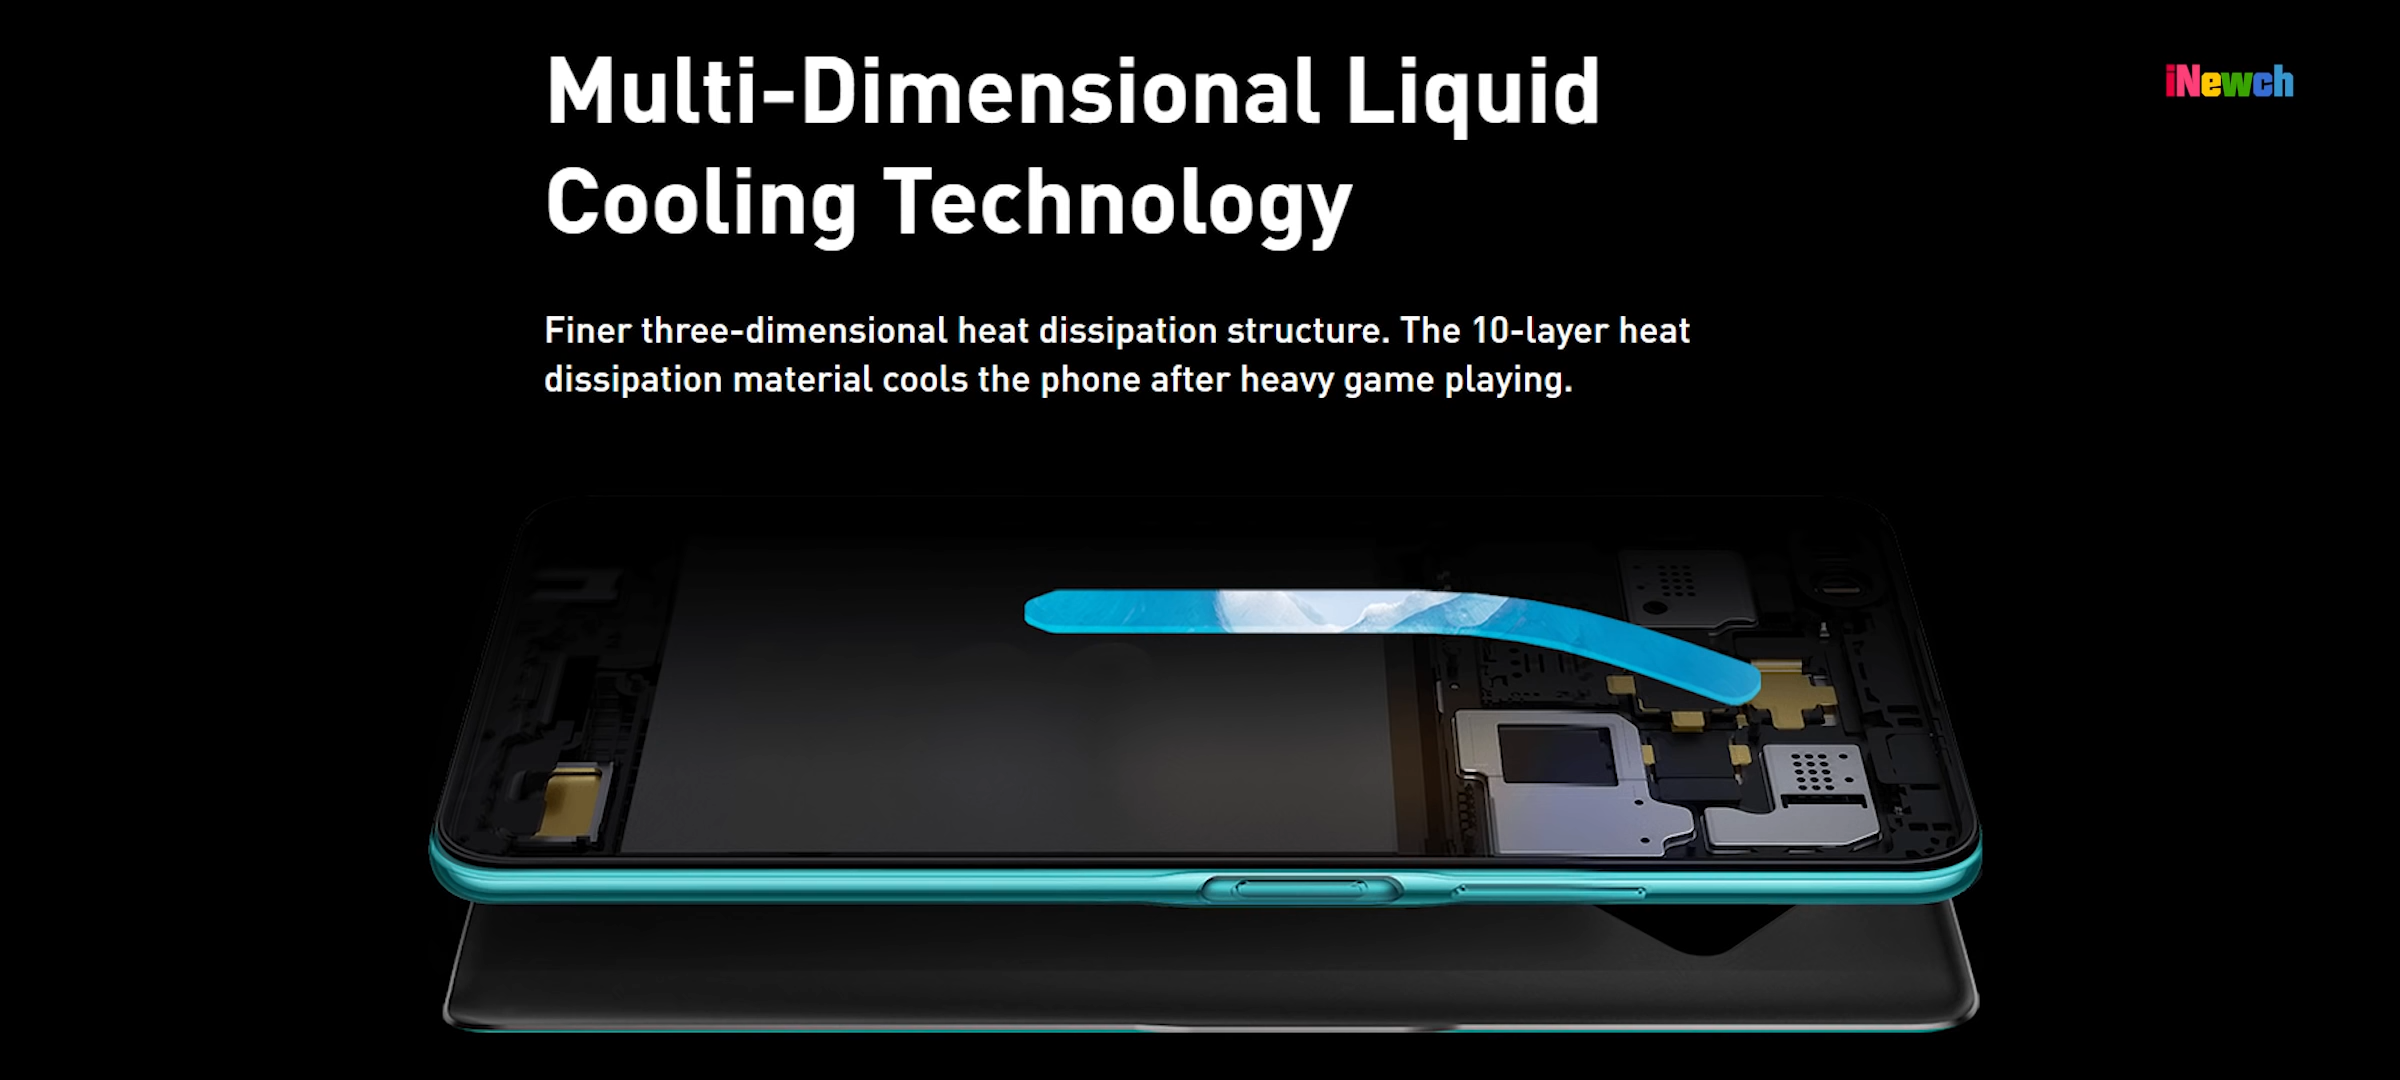 Multi-Dimensional Liquid
iNewch
Cooling Technology
Finer three-dimensional heat dissipation structure. The 10-layer heat
dissipation material cools the phone after heavy game playing.